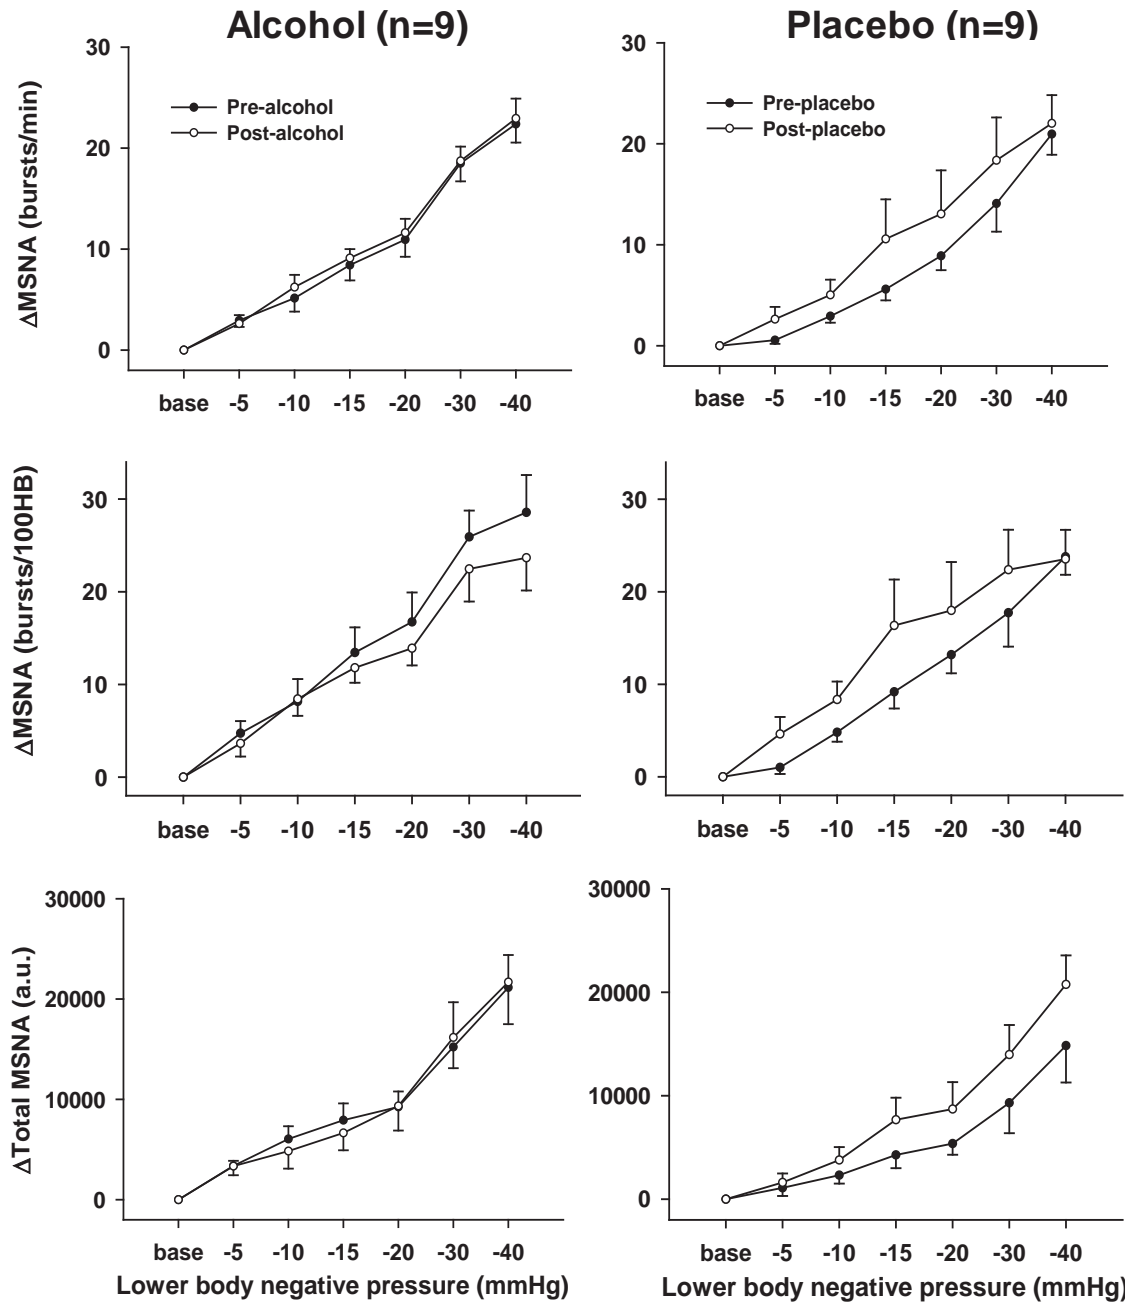 Alcohol (n=9)
Placebo (n=9)
ΔMSNA (bursts/min)
30
20
10
0
Pre-alcohol
Post-alcohol
base -5 -10 -15 -20 -30 -40
30
20
10
0
Pre-placebo
Post-placebo
base -5 -10 -15 -20 -30 -40
ΔMSNA (bursts/100HB)
30
20
10
0
base -5 -10 -15 -20 -30 -40
30
20
10
0
base -5 -10 -15 -20 -30 -40
ΔTotal MSNA (a.u.)
30000
20000
10000
0
base -5 -10 -15 -20 -30 -40
Lower body negative pressure (mmHg)
30000
20000
10000
0
base -5 -10 -15 -20 -30 -40
Lower body negative pressure (mmHg)